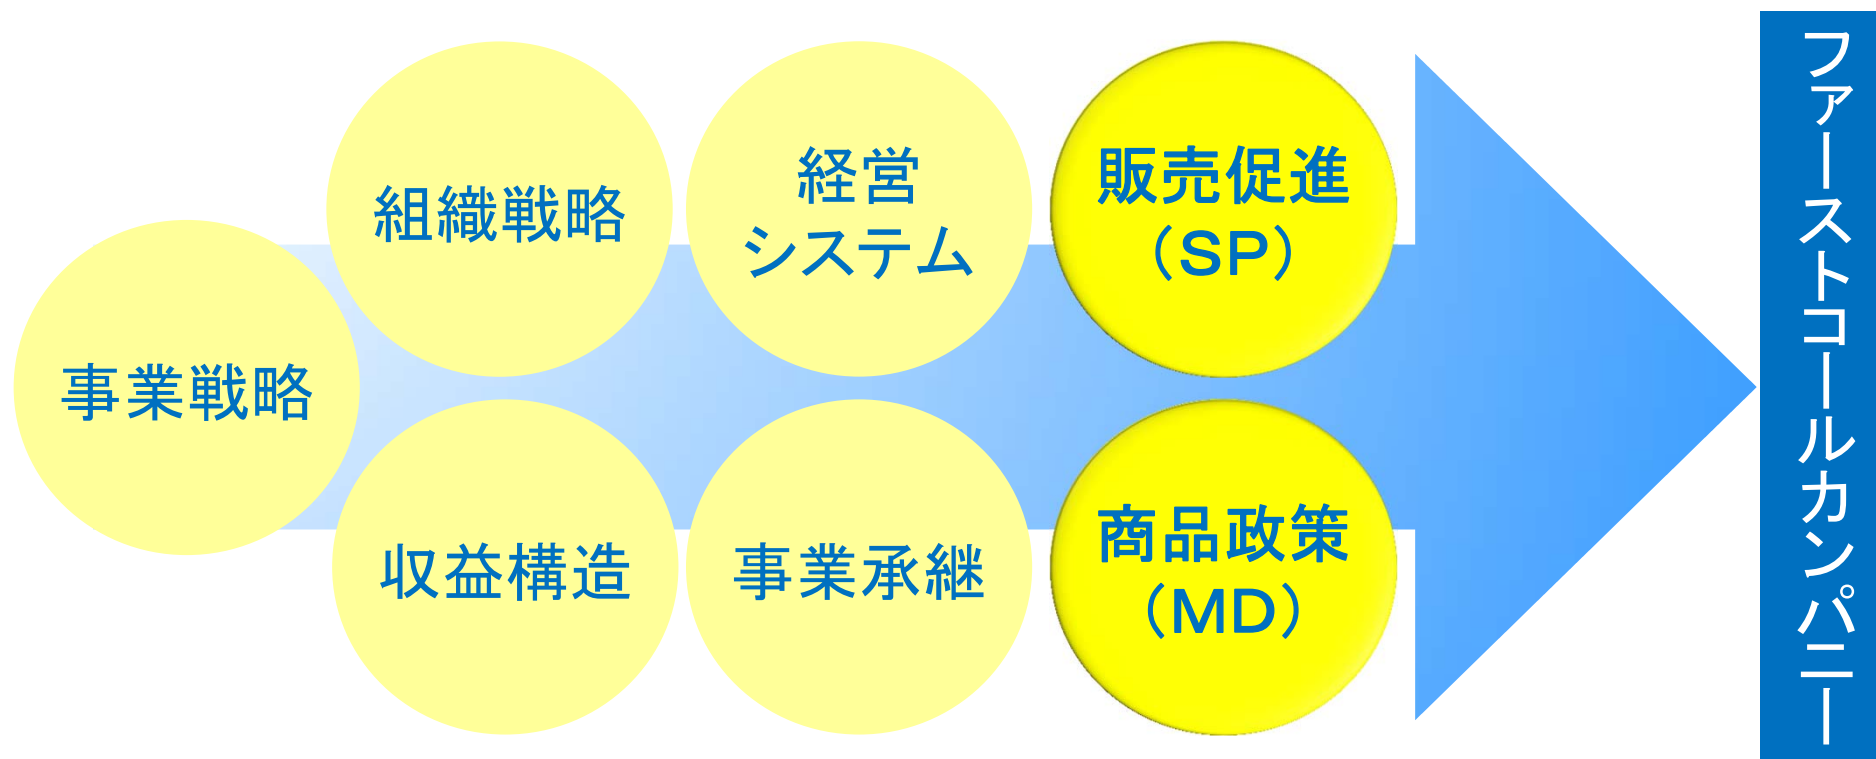 事業戦略
組織戦略
収益構造
経営
システム
事業承継
販売促進
（SP）
商品政策
（MD）
ファーストコールカンパニー